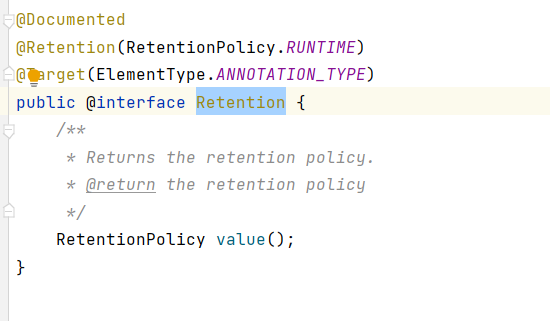 @Documented
@Retention(RetentionPolicy.RUNTIME)
@Target(ElementType.ANNOTATION_TYPE)
public @interface Retention {
    /**
     * Returns the retention policy.
     * @return the retention policy
     */
    RetentionPolicy value();
}